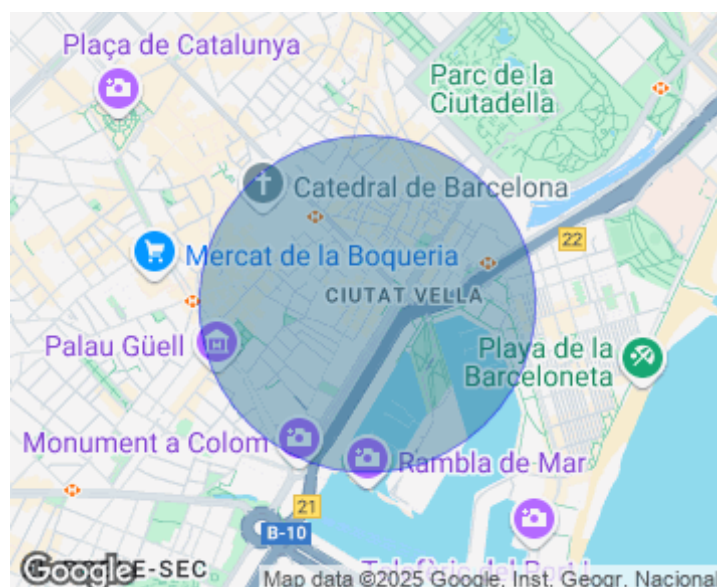 Plaça de Catalunya
Parc de la
Ciutadella
Catedral de Barcelona
22
Mercat de la Boqueria
CIUTAT VELLA
Palau Güell
Playa de la
Barceloneta
Monument a Colom
Rambla de Mar
21
B-10
Google
E-SEC
Map data ©2025 Google, Inst. Geogr. Nacional